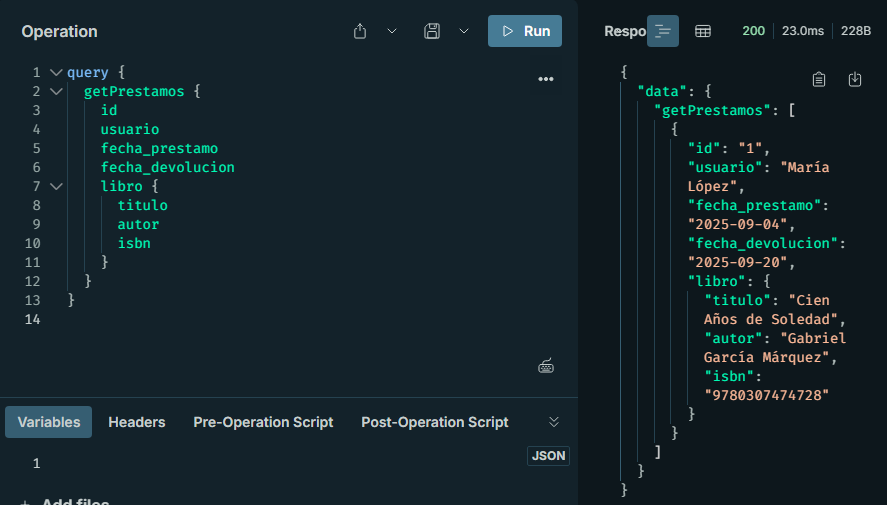 Operation
Run
1 query {
2 getPrestamos {
3 id
4 usuario
5 fecha_prestamo
6 fecha_devolucion
7 libro {
8 titulo
9 autor
10 isbn
11 }
12 }
13 }
14
Variables Headers Pre-Operation Script Post-Operation Script
1
JSON
+ Add files
Respo 200 23.0ms 228B
{
"data": {
"getPrestamos": [
{
"id": "1",
"usuario": "María
López",
"fecha_prestamo":
"2025-09-04",
"fecha_devolucion":
"2025-09-20",
"libro": {
"titulo": "Cien
Años de Soledad",
"autor": "Gabriel
García Márquez",
"isbn":
"9780307474728"
}
}
]
}
}